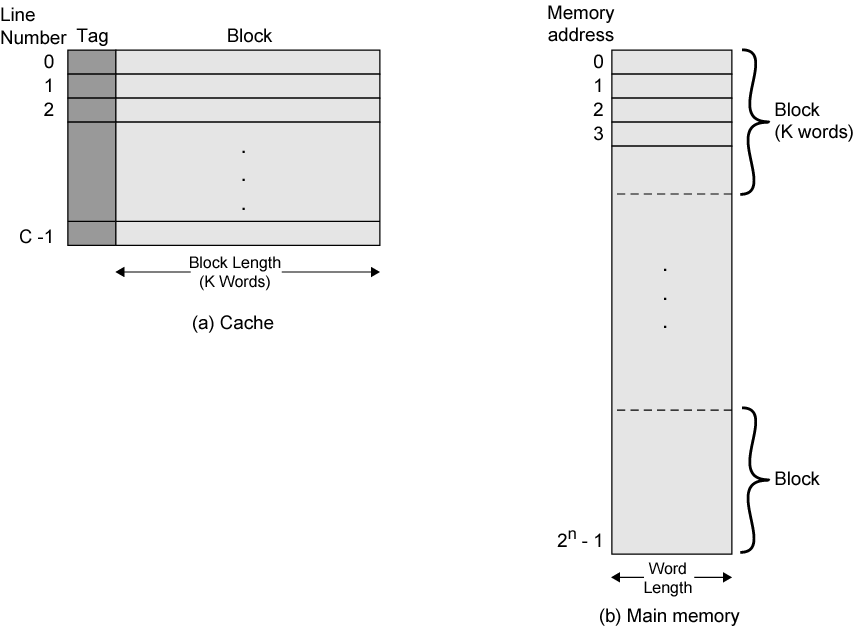 Line
Number Tag Block
0
1
2
.
.
.
C -1
Block Length
(K Words)
(a) Cache
Memory
address
0
1
2
3
Block
(K words)
.
.
.
Block
2ⁿ - 1
Word
Length
(b) Main memory